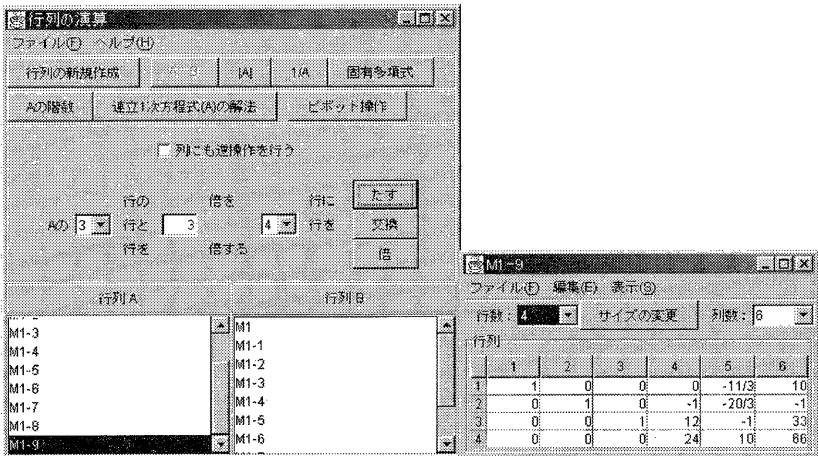 行列の演算
ファイル(F) ヘルプ(H)
行列の新規作成 |A| 1/A 固有多項式
Aの階数 連立1次方程式(A)の解法 ピボット操作
列にも逆操作を行う
行の 倍を 行に たす
Aの 3 行と 3 4 行を 交換
行を 倍する 倍
行列 A 行列 B
M1-3
M1-4
M1-5
M1-6
M1-7
M1-8
M1-9
M1
M1-1
M1-2
M1-3
M1-4
M1-5
M1-6
M1-9
ファイル(F) 編集(E) 表示(S)
行数: 4 サイズの変更 列数: 6
行列
1 2 3 4 5 6
1 1 0 0 0 -11/3 10
2 0 1 0 -1 -20/3 -1
3 0 0 1 12 -1 33
4 0 0 0 24 10 66